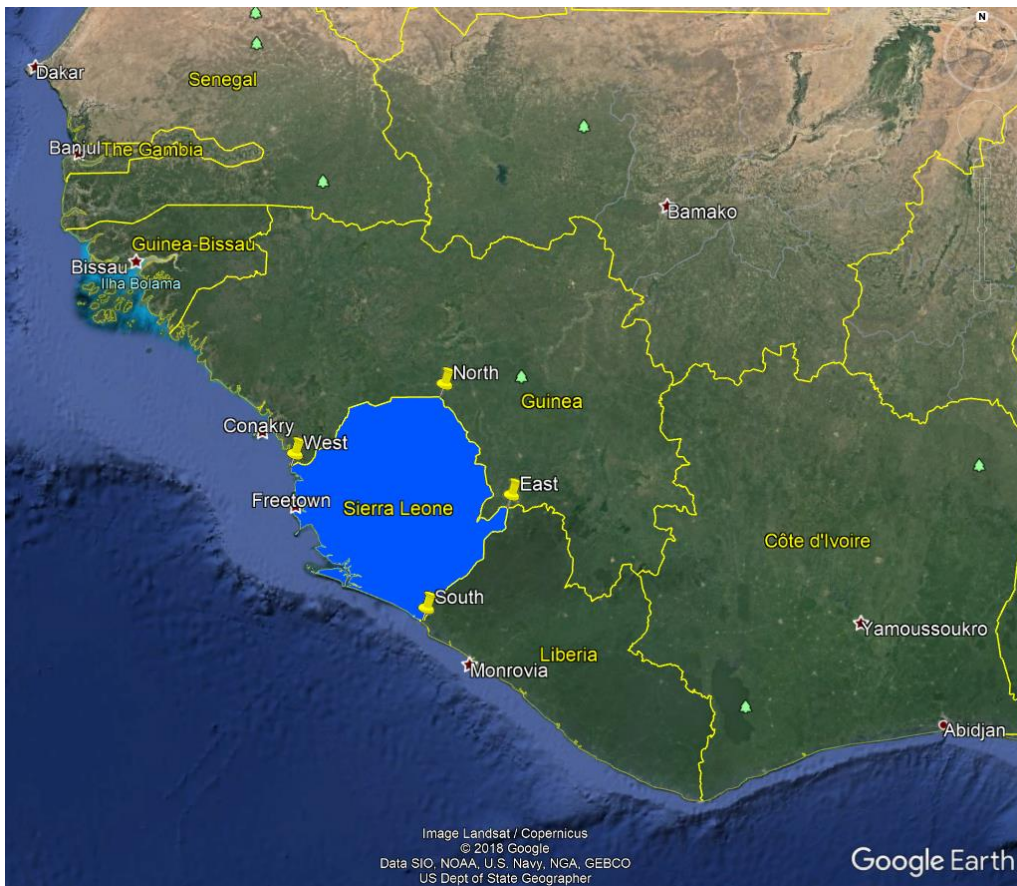 N
Dakar
Senegal
Banjul
The Gambia
Bamako
Guinea-Bissau
Bissau
Ilha Bolama
North
Guinea
Conakry
West
East
Freetown
Sierra Leone
Côte d'Ivoire
South
Yamoussoukro
Liberia
Monrovia
Abidjan
Image Landsat / Copernicus
© 2018 Google
Data SIO, NOAA, U.S. Navy, NGA, GEBCO
US Dept of State Geographer
Google Earth